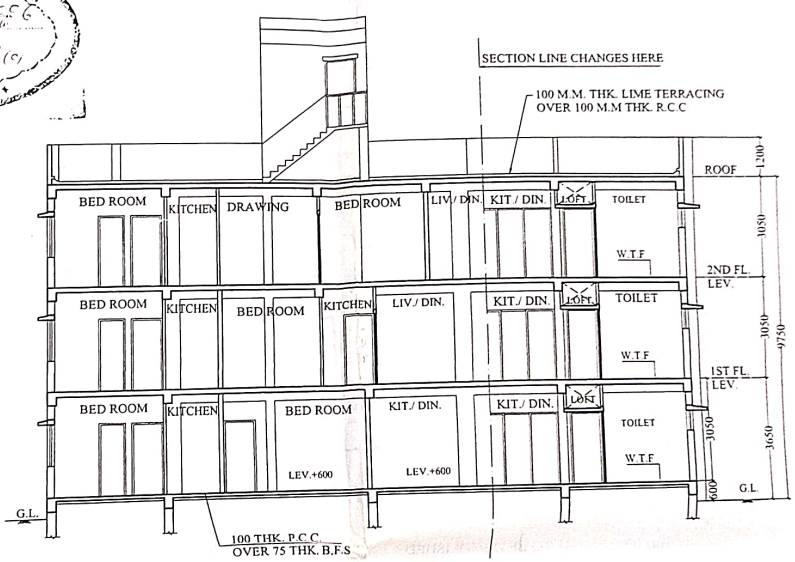 SECTION LINE CHANGES HERE
100 M.M. THK. LIME TERRACING
OVER 100 M.M THK. R.C.C
1200
ROOF
BED ROOM
KITCHEN
DRAWING
BED ROOM
LIV./ DIN.
KIT./ DIN.
LOFT
TOILET
W.T.F
3050
2ND FL.
LEV.
BED ROOM
KITCHEN
BED ROOM
KITCHEN
LIV./ DIN.
KIT./ DIN.
LOFT
TOILET
W.T.F
3050
9750
1ST FL.
LEV.
BED ROOM
KITCHEN
BED ROOM
KIT./ DIN.
KIT./ DIN.
LOFT
TOILET
W.T.F
3050
3650
LEV.+600
LEV.+600
600
G.L.
G.L.
100 THK. P.C.C.
OVER 75 THK. B.F.S